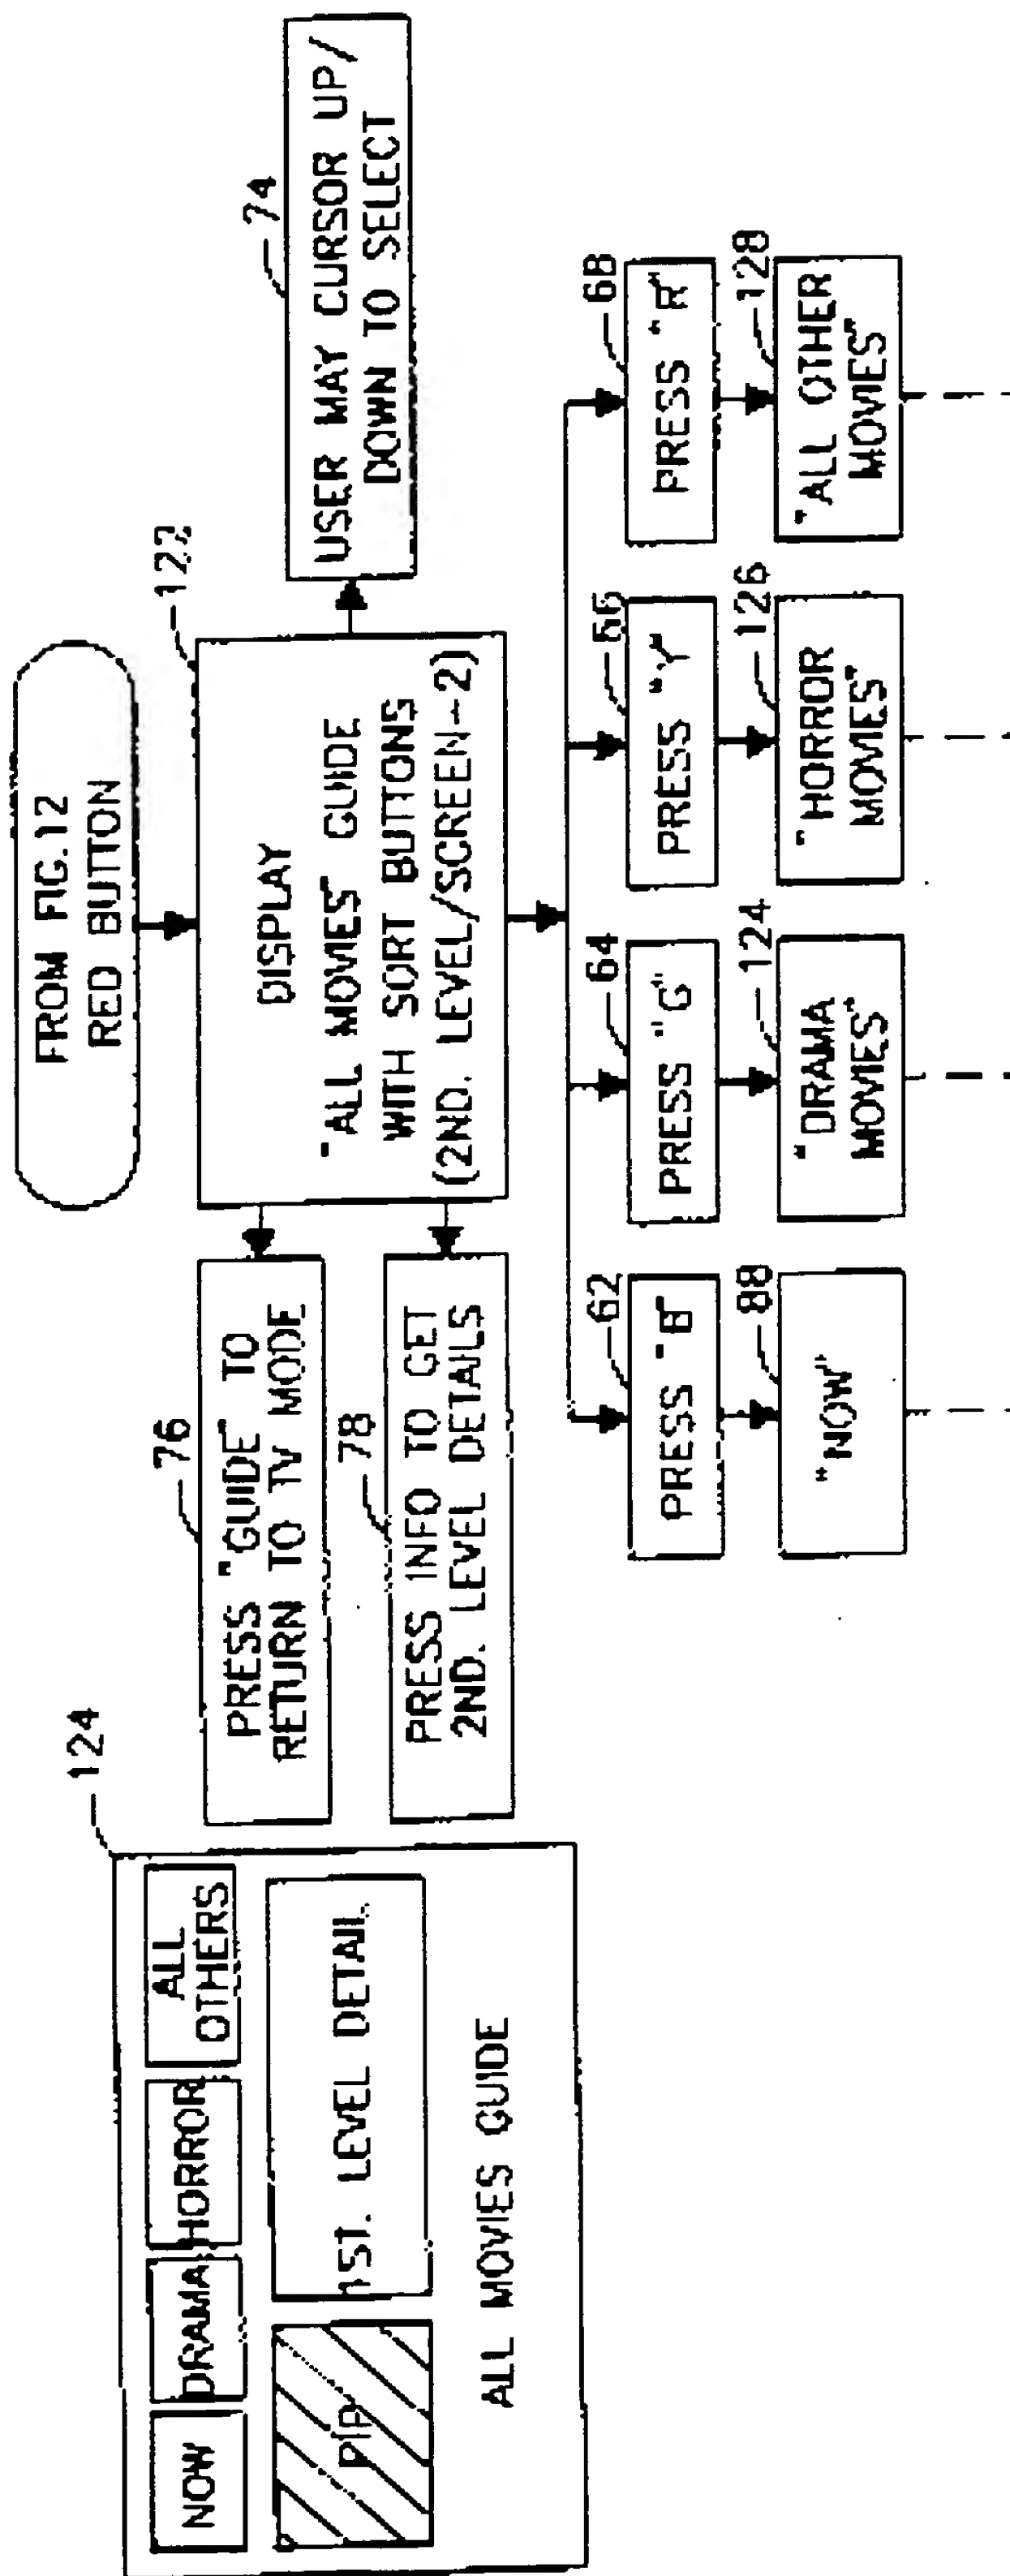 FROM FIG.12
RED BUTTON
122
DISPLAY
"ALL MOVIES" GUIDE
WITH SORT BUTTONS
(2ND. LEVEL/SCREEN-2)
74
USER MAY CURSOR UP/
DOWN TO SELECT
76
PRESS "GUIDE" TO
RETURN TO TV MODE
78
PRESS INFO TO GET
2ND. LEVEL DETAILS
124
NOW
DRAMA
HORROR
ALL
OTHERS
PIP
1ST. LEVEL DETAIL
ALL MOVIES GUIDE
62
PRESS "B"
64
PRESS "G"
66
PRESS "Y"
68
PRESS "R"
88
"NOW"
124
"DRAMA
MOVIES"
126
"HORROR
MOVIES"
128
"ALL OTHER
MOVIES"